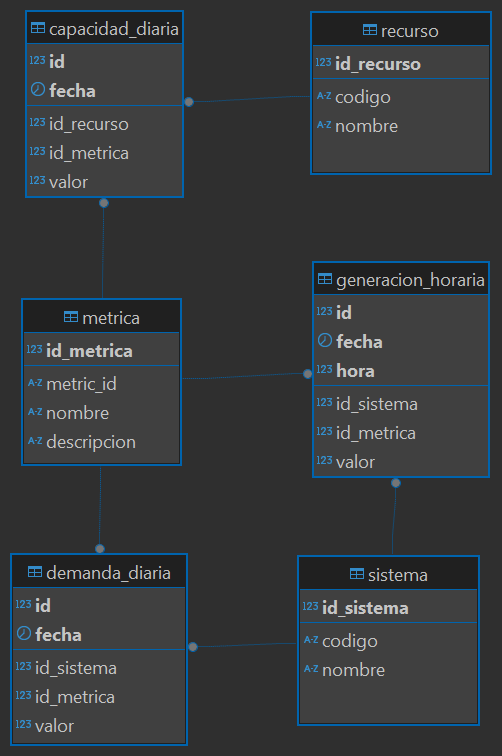 capacidad_diaria
123 id
fecha
123 id_recurso
123 id_metrica
123 valor
recurso
123 id_recurso
A-Z codigo
A-Z nombre
metrica
123 id_metrica
A-Z metric_id
A-Z nombre
A-Z descripcion
generacion_horaria
123 id
fecha
123 hora
123 id_sistema
123 id_metrica
123 valor
demanda_diaria
123 id
fecha
123 id_sistema
123 id_metrica
123 valor
sistema
123 id_sistema
A-Z codigo
A-Z nombre